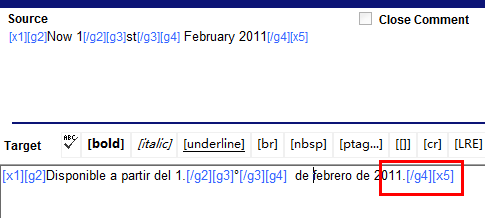 Source
Close Comment
[x1][g2]Now 1[/g2][g3]st[/g3][g4] February 2011[/g4][x5]
Target ABC [bold] [italic] [underline] [br] [nbsp] [ptag...] [[]] [cr] [LRE]
[x1][g2]Disponible a partir del 1.[/g2][g3]°[/g3][g4]  de febrero de 2011.[/g4][x5]